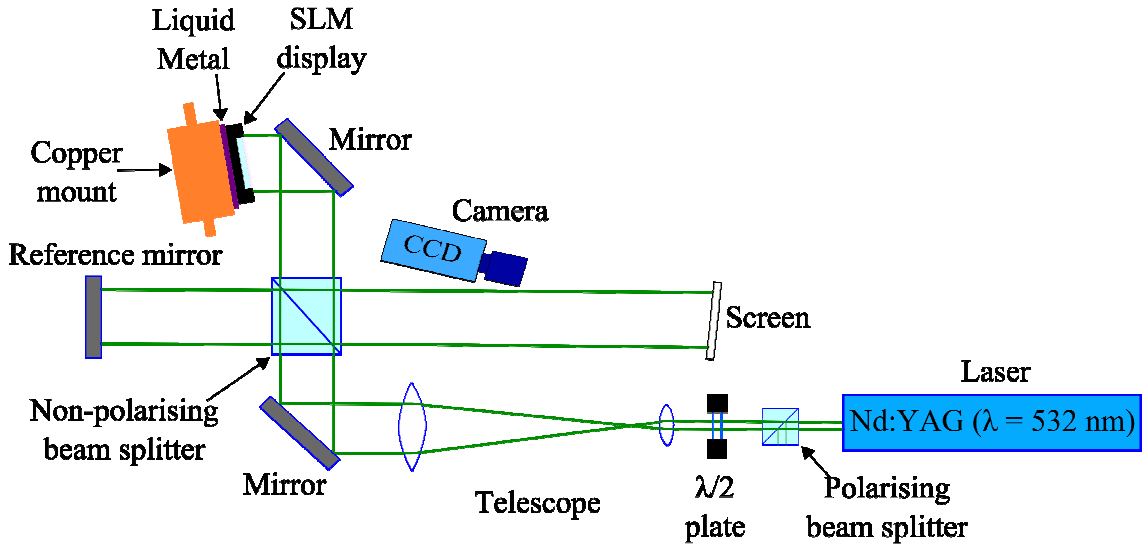 Liquid
Metal
SLM
display
Mirror
Copper
mount
Camera
CCD
Reference mirror
Screen
Non-polarising
beam splitter
Laser
Nd:YAG (λ = 532 nm)
Mirror
Telescope
λ/2
plate
Polarising
beam splitter